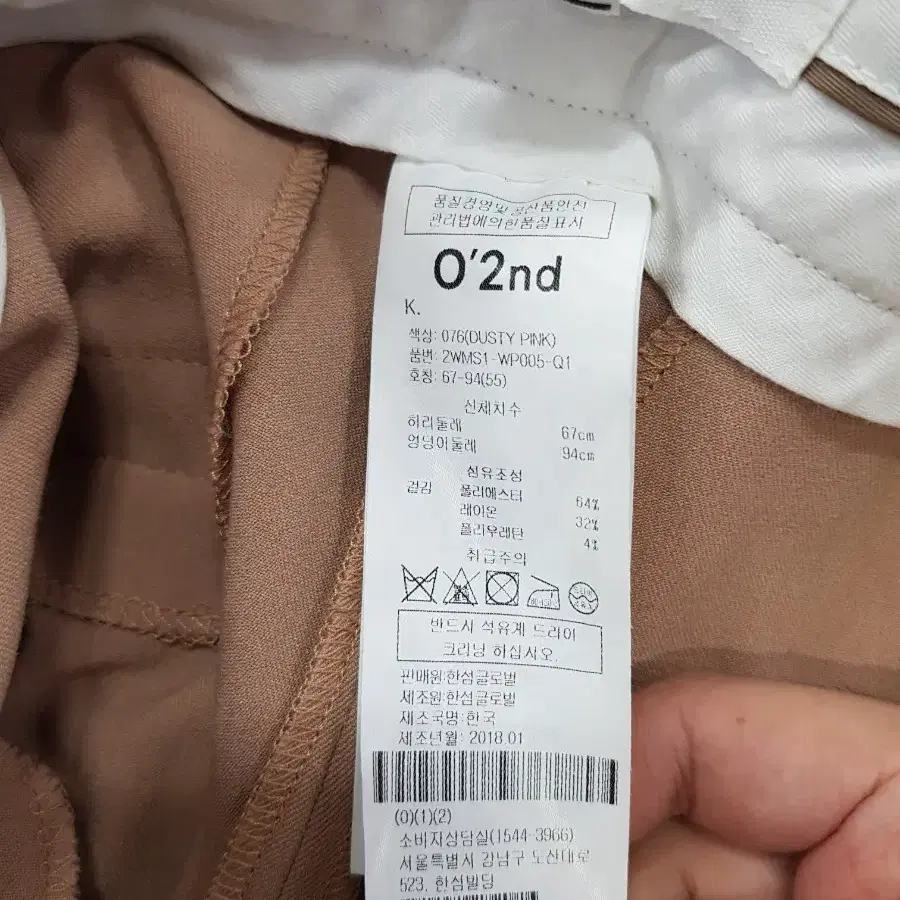 품질경영및공산품안전
관리법에의한품질표시
O'2nd
K.
색상: 076(DUSTY PINK)
품번: 2WMS1-WP005-Q1
호칭: 67-94(55)
신체치수
허리둘레 67cm
엉덩이둘레 94cm
섬유조성
겉감 폴리에스터 64%
레이온 32%
폴리우레탄 4%
취급주의
반드시 석유계 드라이
크리닝 하십시오.
판매원:한섬글로벌
제조원:한섬글로벌
제조국명:한국
제조년월: 2018.01
(0)(1)(2)
소비자상담실(1544-3966)
서울특별시 강남구 도산대로
523. 한섬빌딩